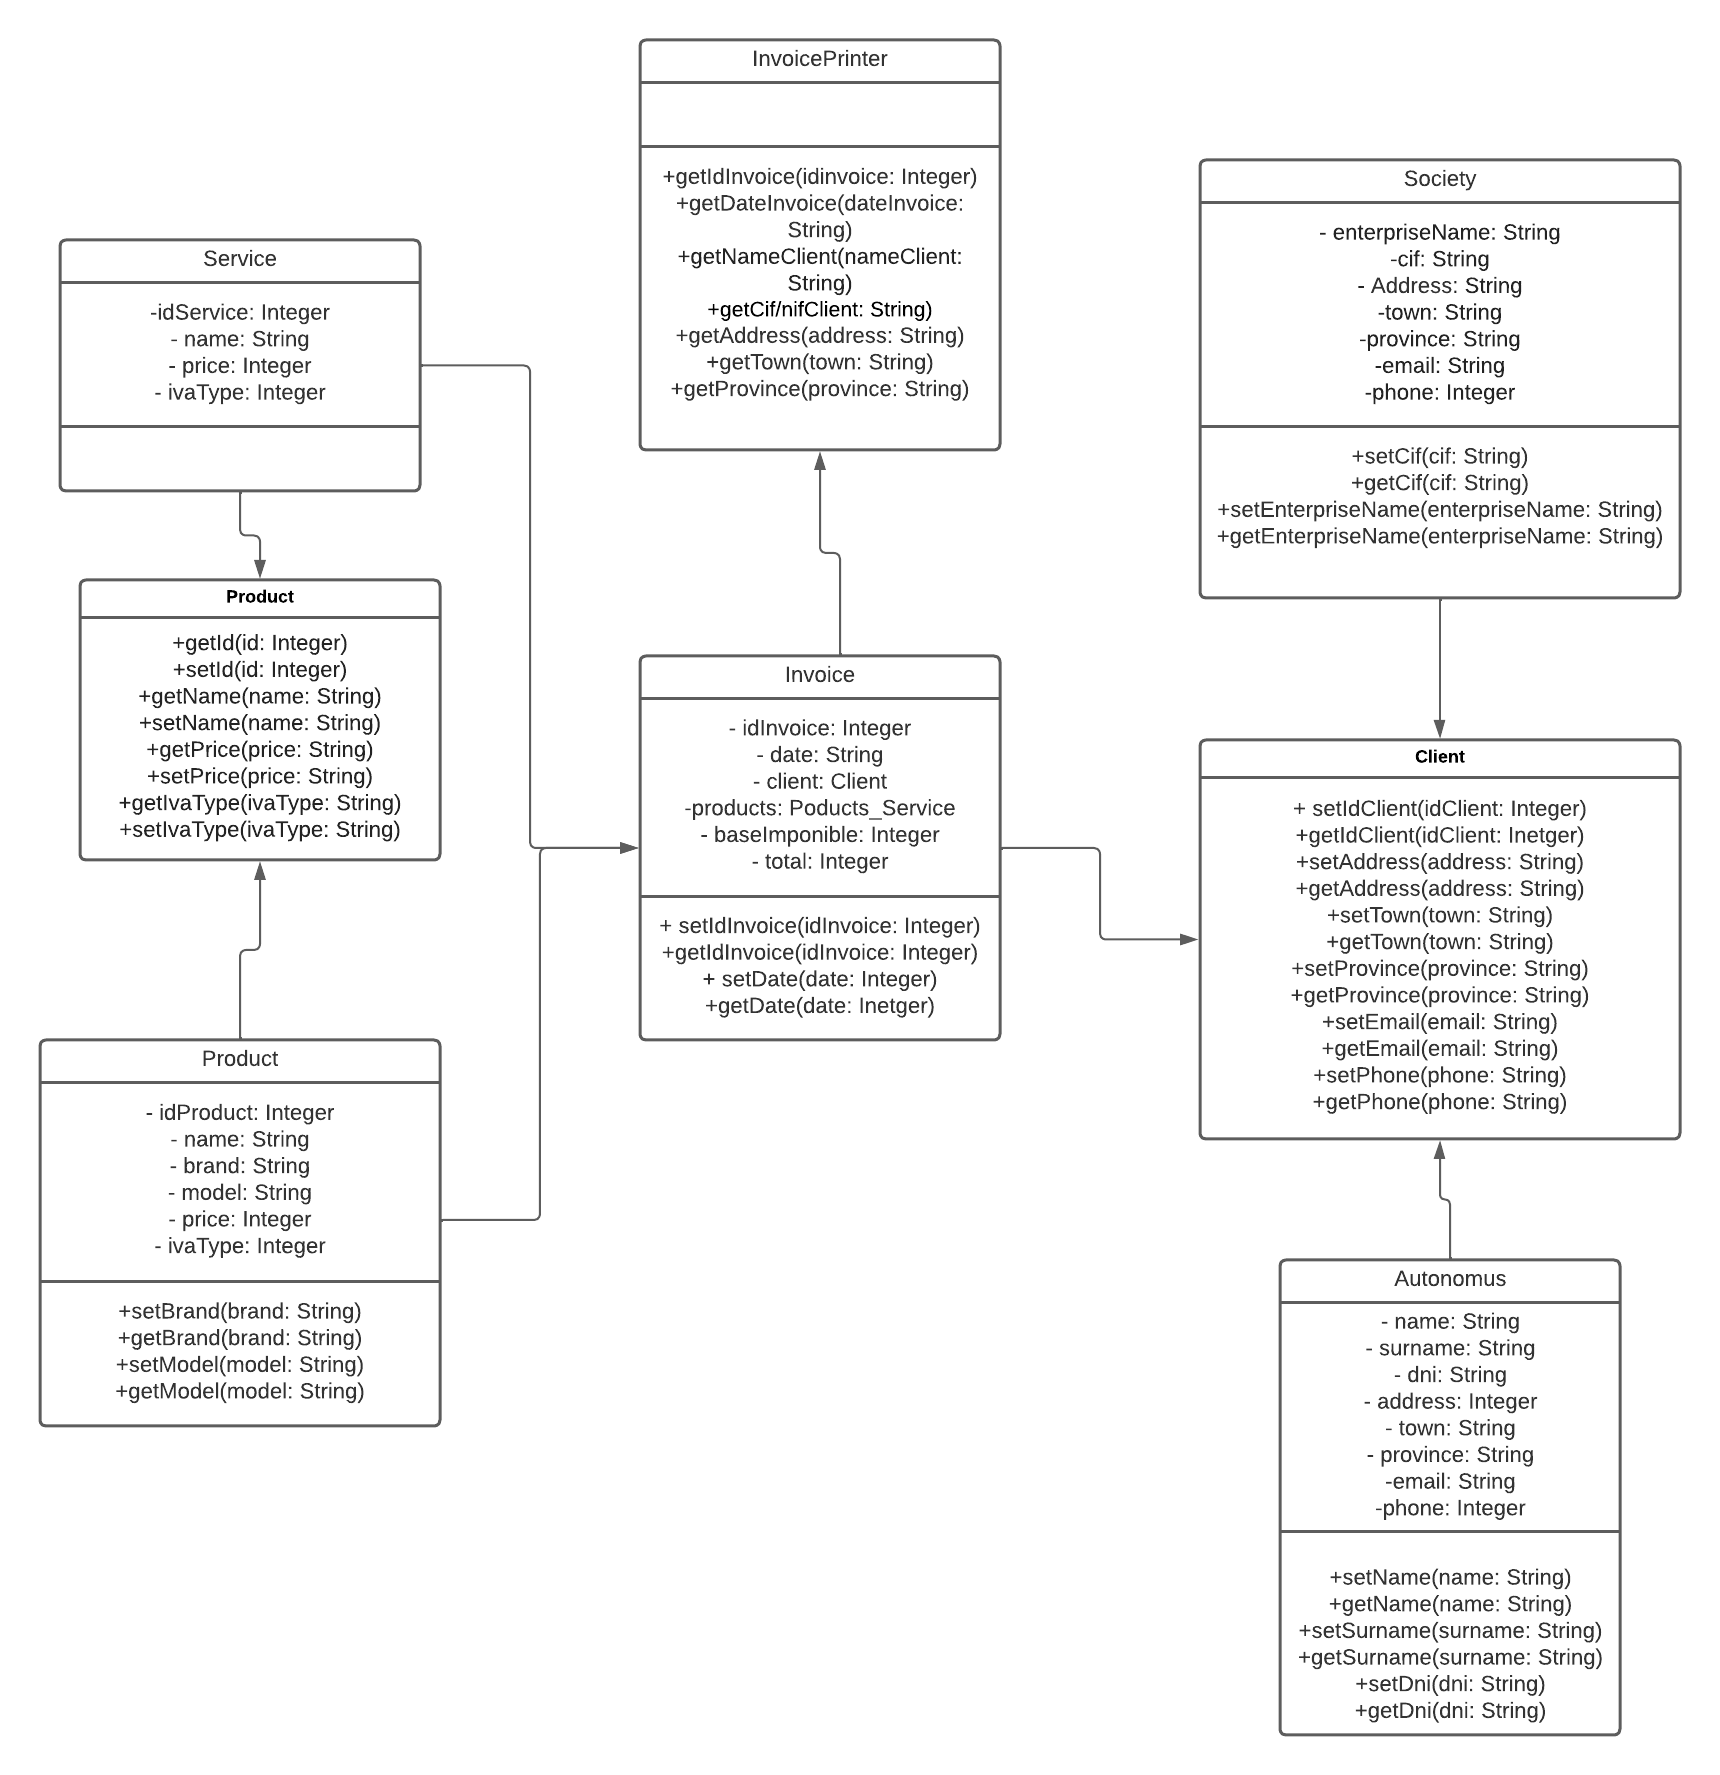 InvoicePrinter
+getIdInvoice(idinvoice: Integer)
+getDateInvoice(dateInvoice:
String)
+getNameClient(nameClient:
String)
+getCif/nifClient: String)
+getAddress(address: String)
+getTown(town: String)
+getProvince(province: String)
Society
- enterpriseName: String
-cif: String
- Address: String
-town: String
-province: String
-email: String
-phone: Integer
+setCif(cif: String)
+getCif(cif: String)
+setEnterpriseName(enterpriseName: String)
+getEnterpriseName(enterpriseName: String)
Service
-idService: Integer
- name: String
- price: Integer
- ivaType: Integer
Product
+getId(id: Integer)
+setId(id: Integer)
+getName(name: String)
+setName(name: String)
+getPrice(price: String)
+setPrice(price: String)
+getIvaType(ivaType: String)
+setIvaType(ivaType: String)
Invoice
- idInvoice: Integer
- date: String
- client: Client
-products: Poducts_Service
- baseImponible: Integer
- total: Integer
+ setIdInvoice(idInvoice: Integer)
+getIdInvoice(idInvoice: Integer)
+ setDate(date: Integer)
+getDate(date: Inetger)
Client
+ setIdClient(idClient: Integer)
+getIdClient(idClient: Inetger)
+setAddress(address: String)
+getAddress(address: String)
+setTown(town: String)
+getTown(town: String)
+setProvince(province: String)
+getProvince(province: String)
+setEmail(email: String)
+getEmail(email: String)
+setPhone(phone: String)
+getPhone(phone: String)
Product
- idProduct: Integer
- name: String
- brand: String
- model: String
- price: Integer
- ivaType: Integer
+setBrand(brand: String)
+getBrand(brand: String)
+setModel(model: String)
+getModel(model: String)
Autonomus
- name: String
- surname: String
- dni: String
- address: Integer
- town: String
- province: String
-email: String
-phone: Integer
+setName(name: String)
+getName(name: String)
+setSurname(surname: String)
+getSurname(surname: String)
+setDni(dni: String)
+getDni(dni: String)